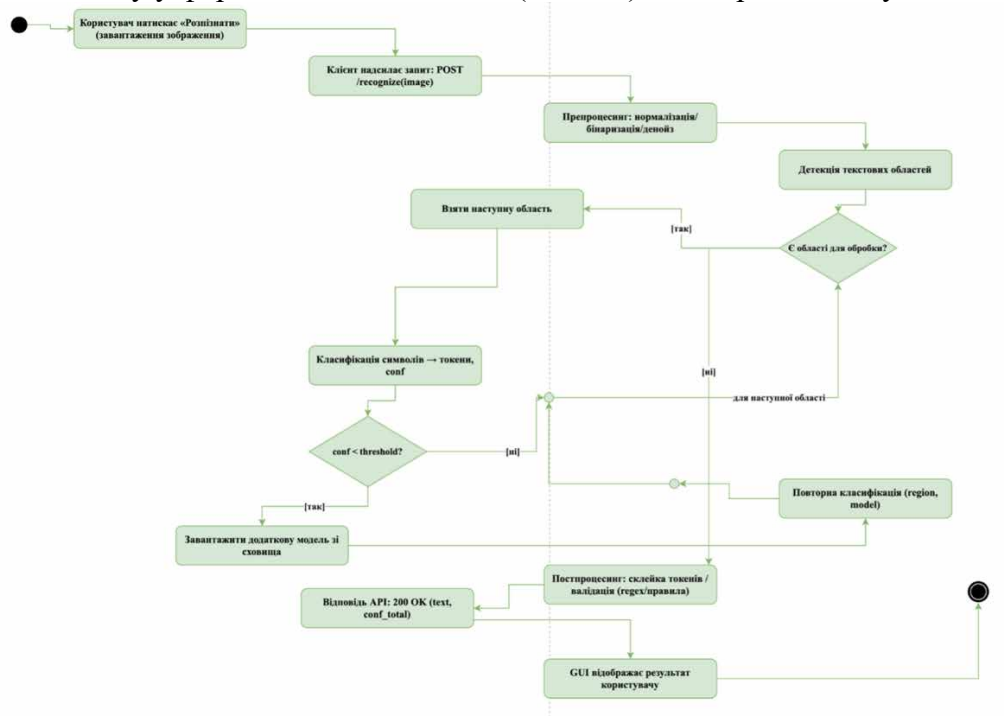 Користувач натискає «Розпізнати»
(завантаження зображення)
Клієнт надсилає запит: POST
/recognize(image)
Препроцесинг: нормалізація/
бінаризація/денойз
Детекція текстових областей
Взяти наступну область
[так]
Є області для обробки?
Класифікація символів → токени,
conf
[ні]
для наступної області
conf < threshold?
[ні]
[так]
Повторна класифікація (region,
model)
Завантажити додаткову модель зі
сховища
Постпроцесинг: склейка токенів /
валідація (regex/правила)
Відповідь API: 200 OK (text,
conf_total)
GUI відображає результат
користувачу